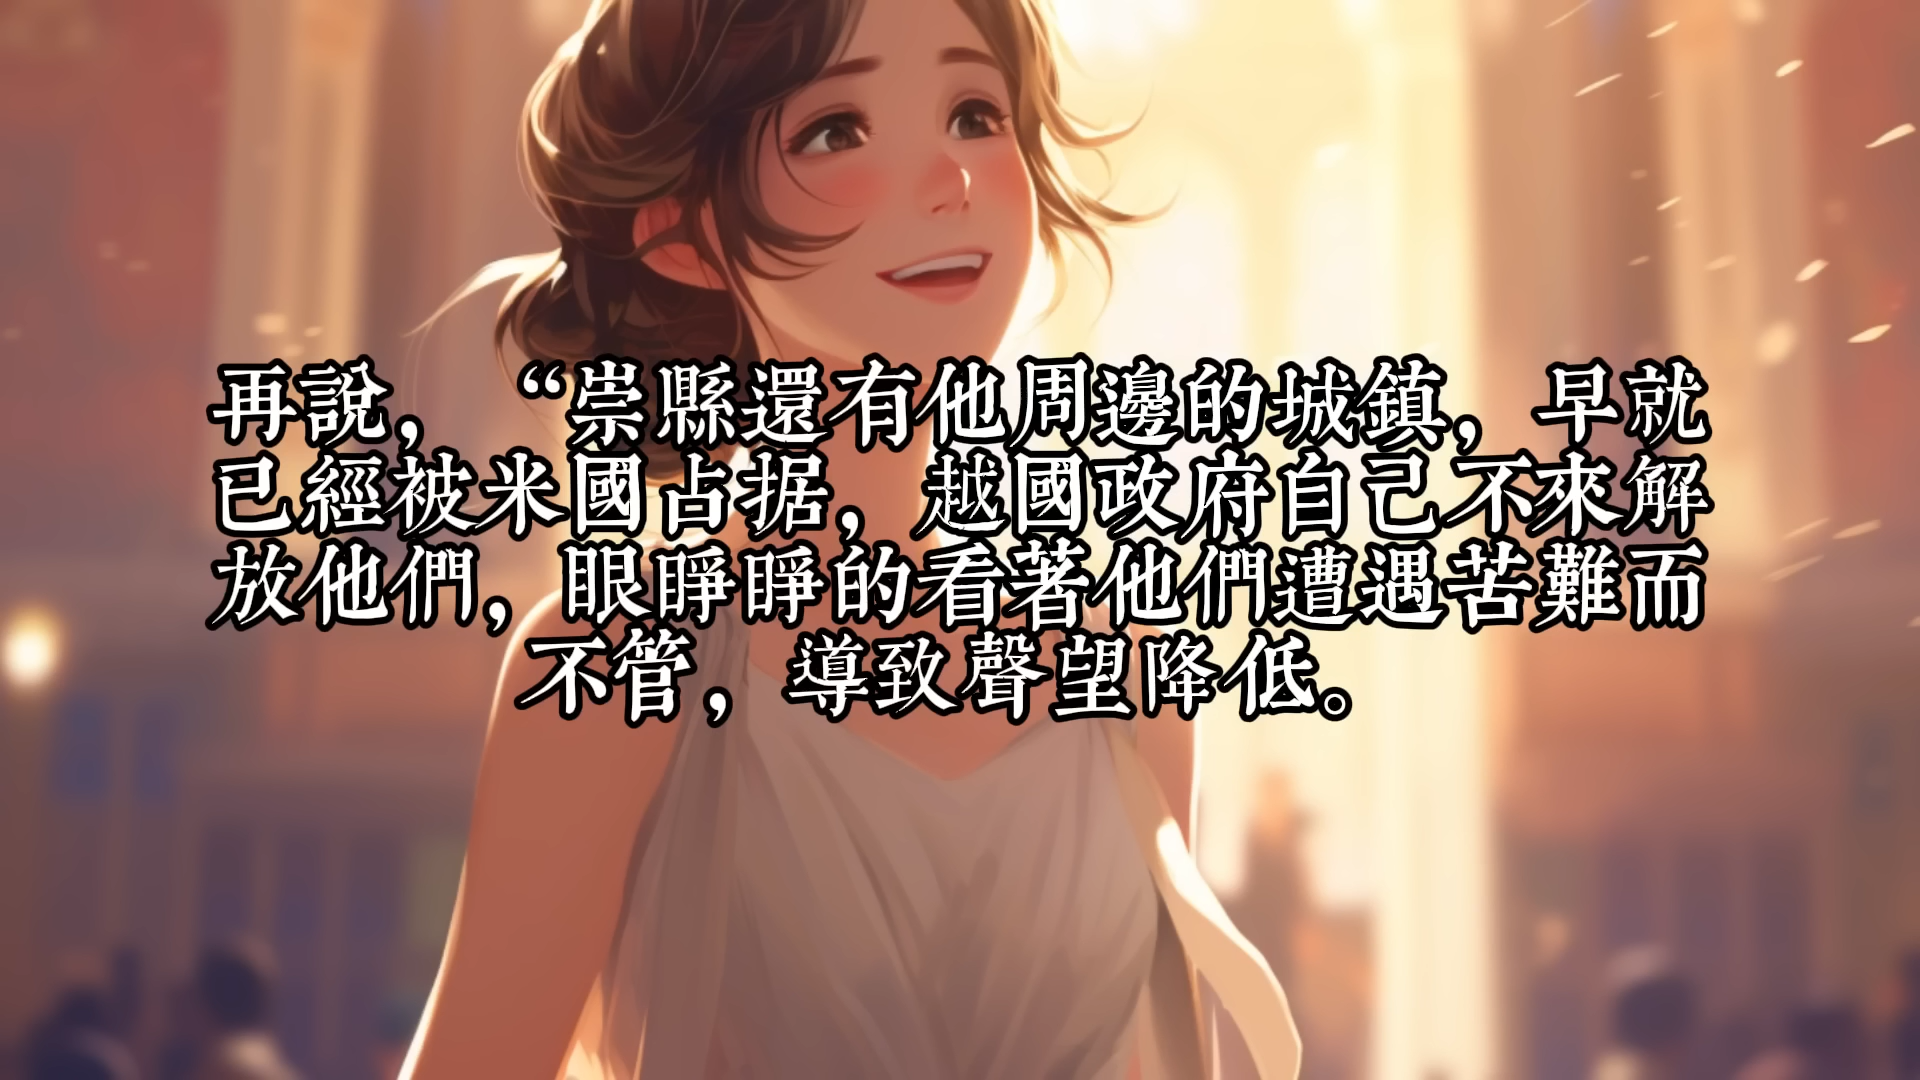 再說，“崇縣還有他周邊的城鎮，早就
已經被米國占据，越國政府自己不來解
放他們，眼睜睜的看著他們遭遇苦難而
不管，導致聲望降低。